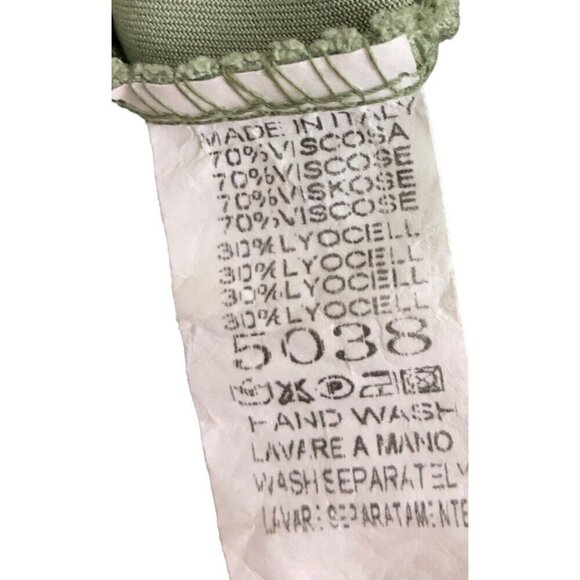 MADE IN ITALY
70%VISCOSA
70%VISCOSE
70%VISKOSE
70%VISCOSE
30%LYOCELL
30%LYOCELL
30%LYOCELL
30%LYOCELL
5038
P
HAND WASH
LAVARE A MANO
WASH SEPARATELY
LAVARE SEPARATAMENTE